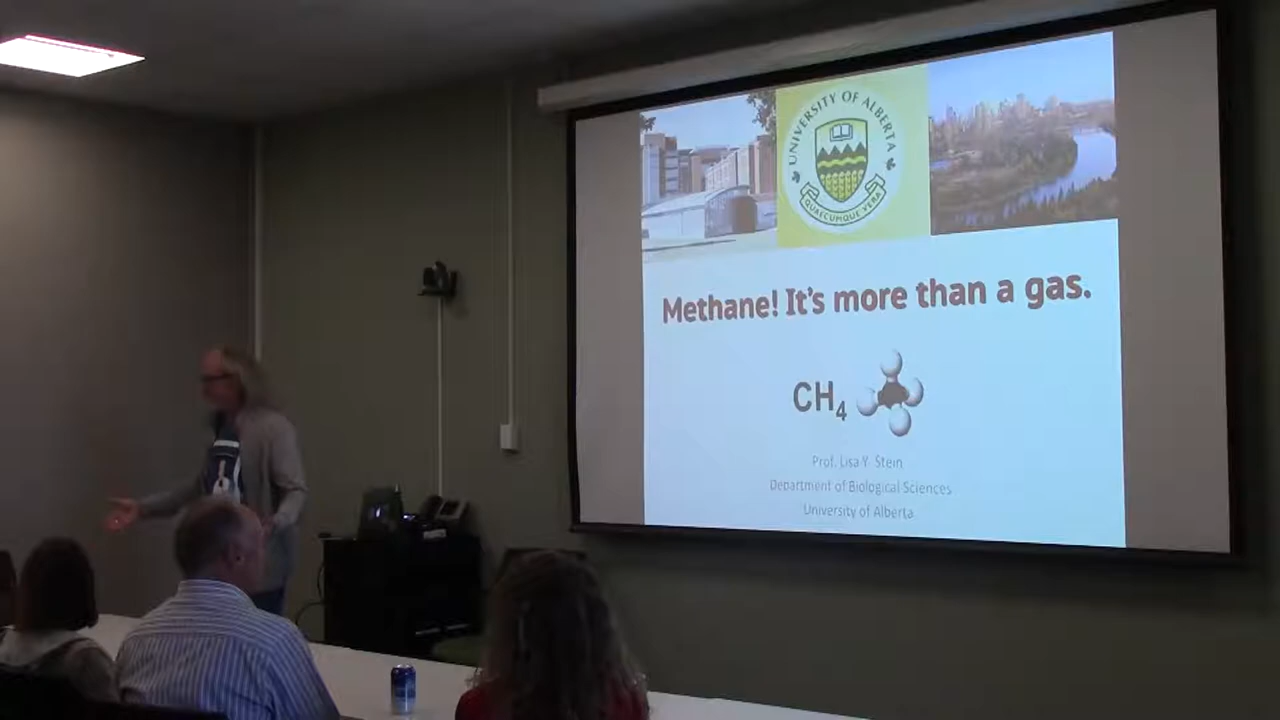 UNIVERSITY OF ALBERTA
QUAECUMQUE VERA
Methane! It's more than a gas.
CH4
Prof. Lisa Y. Stein
Department of Biological Sciences
University of Alberta